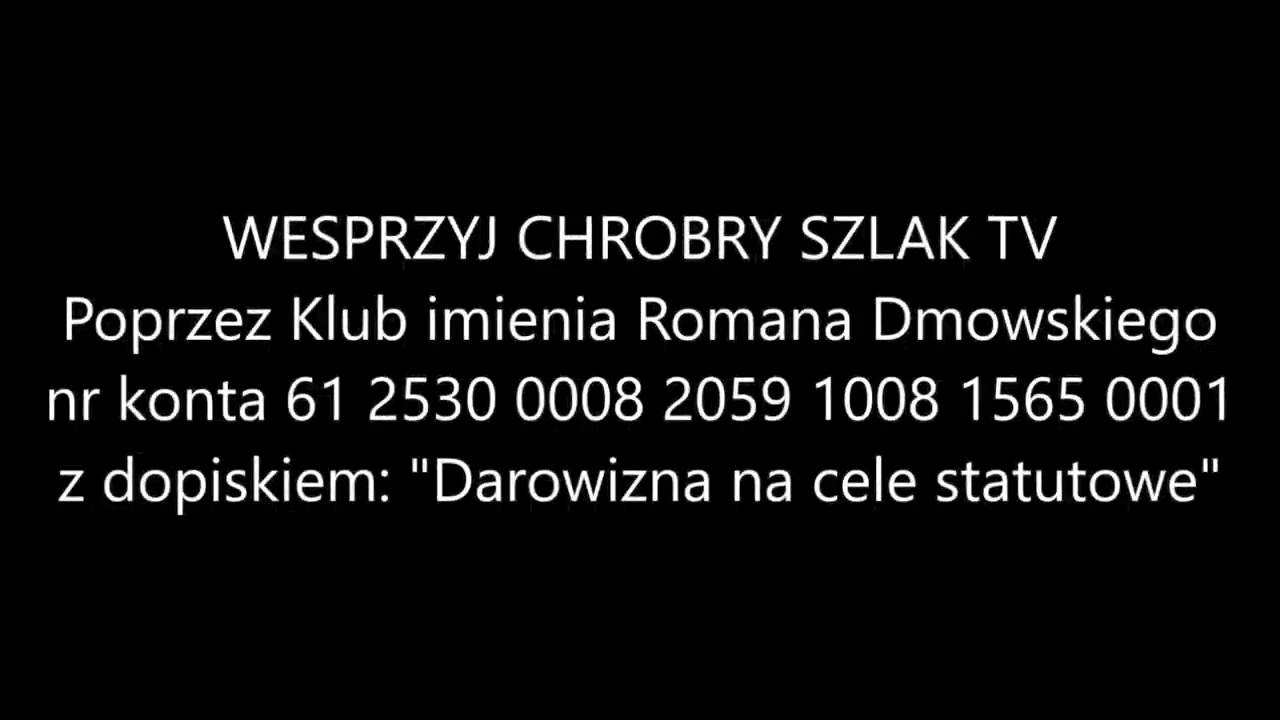 WESPRZYJ CHROBRY SZLAK TV
Poprzez Klub imienia Romana Dmowskiego
nr konta 61 2530 0008 2059 1008 1565 0001
z dopiskiem: "Darowizna na cele statutowe"